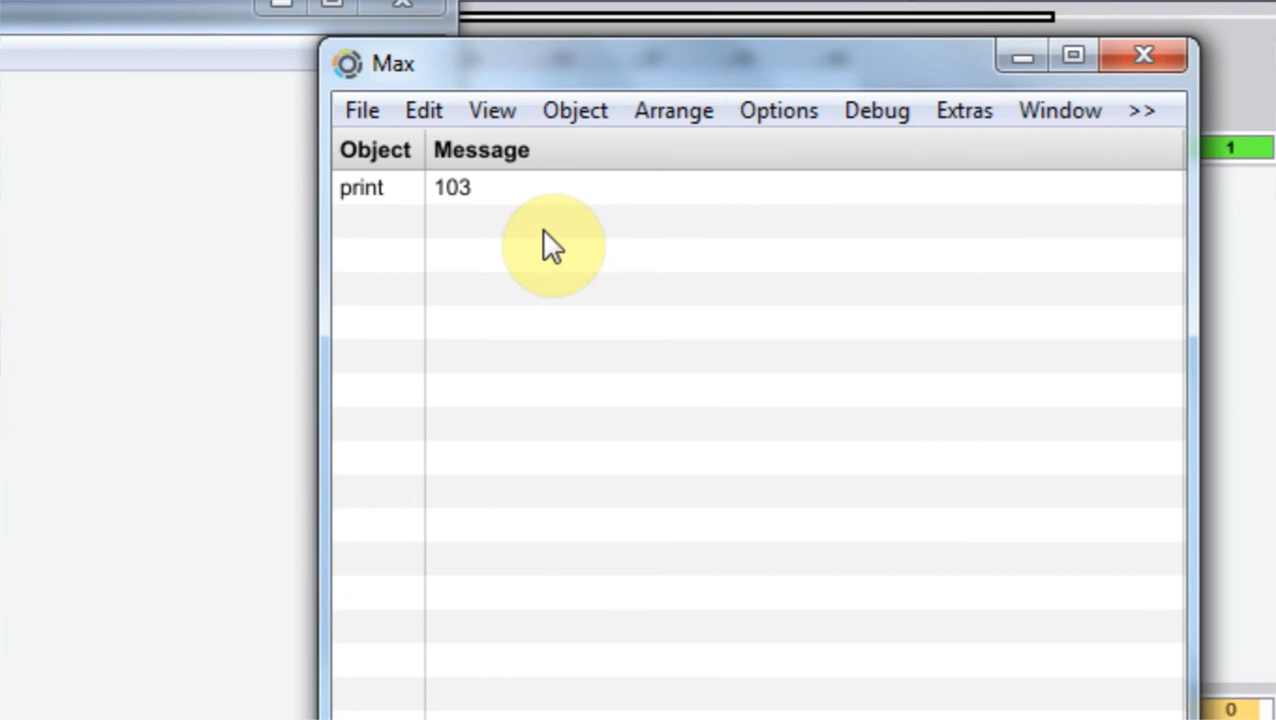 Max
File Edit View Object Arrange Options Debug Extras Window >>
Object Message
1
print 103
0